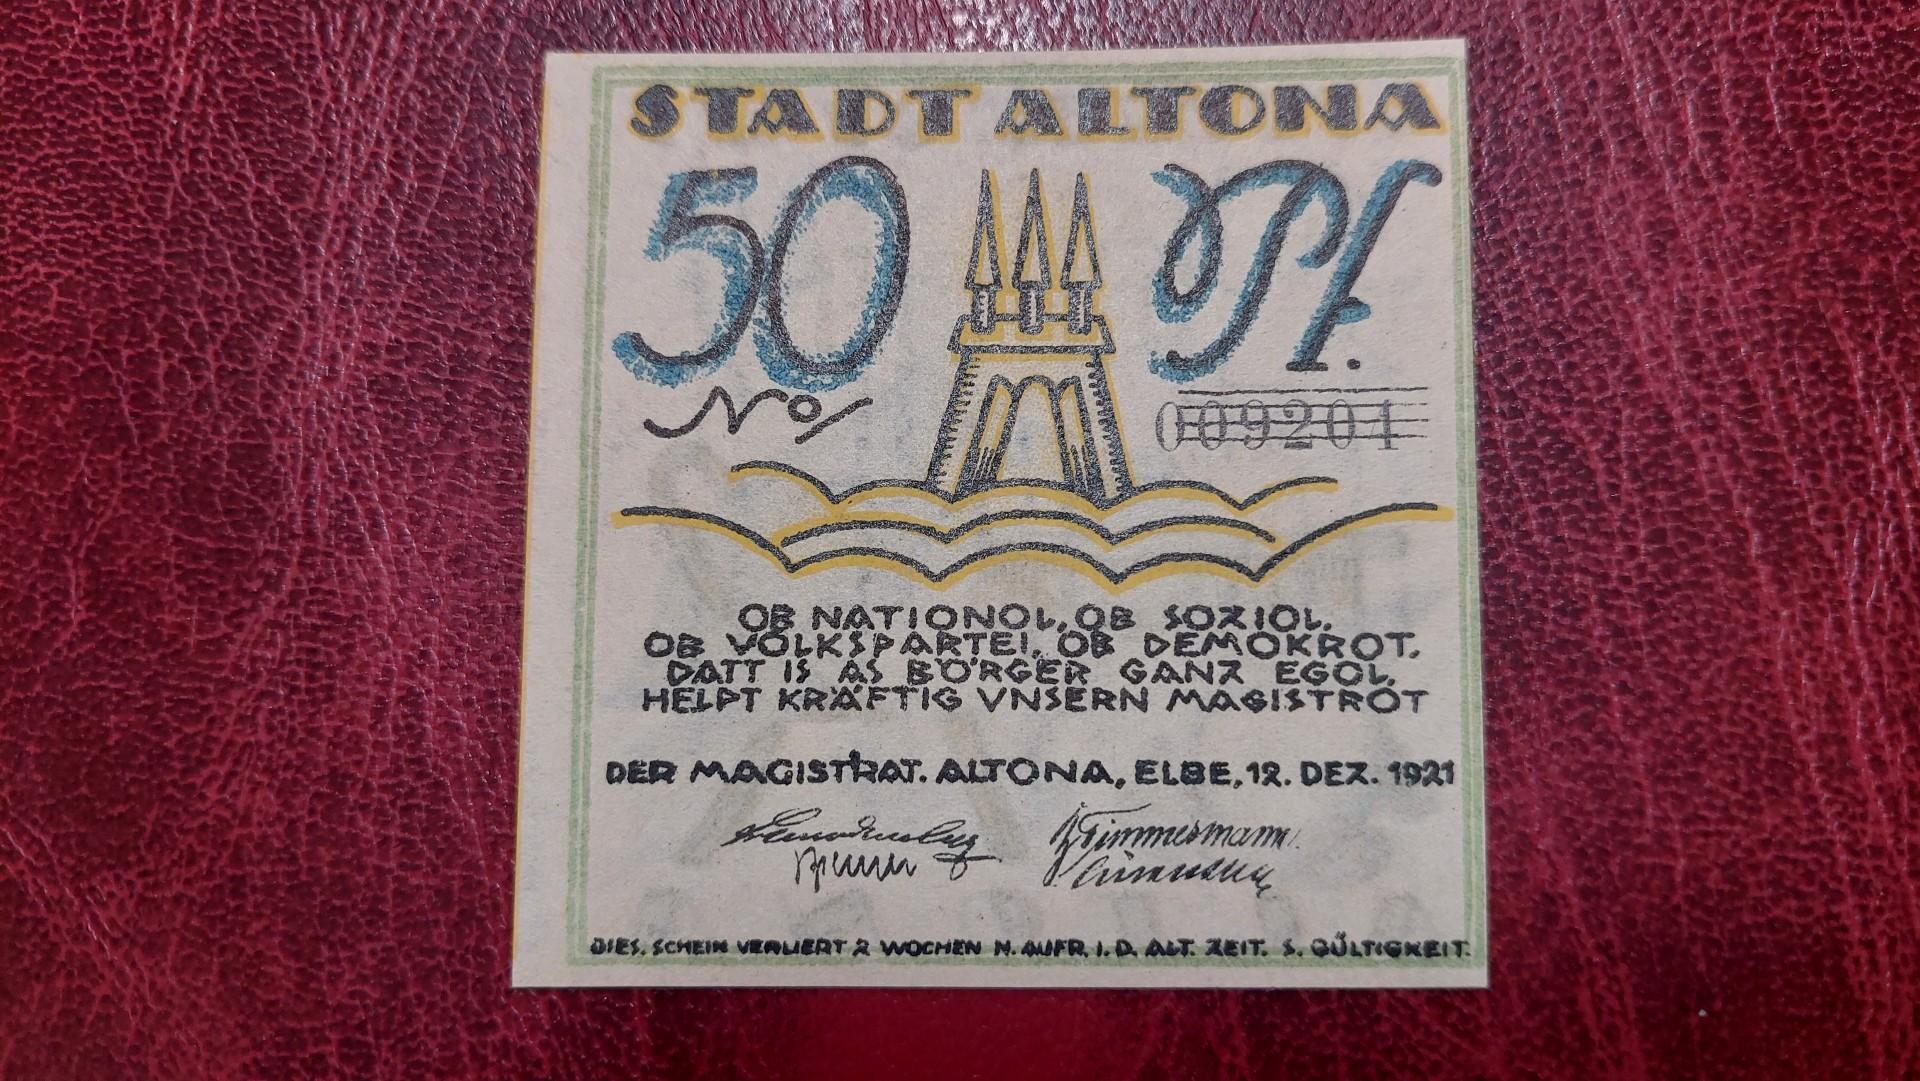 STADT ALTONA
50 Pf.
No/ 009201
OB NATIONOL, OB SOZIOL,
OB VOLKSPARTEI, OB DEMOKROT,
DATT IS AS BÖRGER GANZ EGOL,
HELPT KRÄFTIG VNSERN MAGISTROT
DER MAGISTRAT. ALTONA, ELBE, 12. DEZ. 1921
Zimmermann
DIES. SCHEIN VERLIERT 2 WOCHEN N. AUFR. I. D. ALT. ZEIT. S. GÜLTIGKEIT.